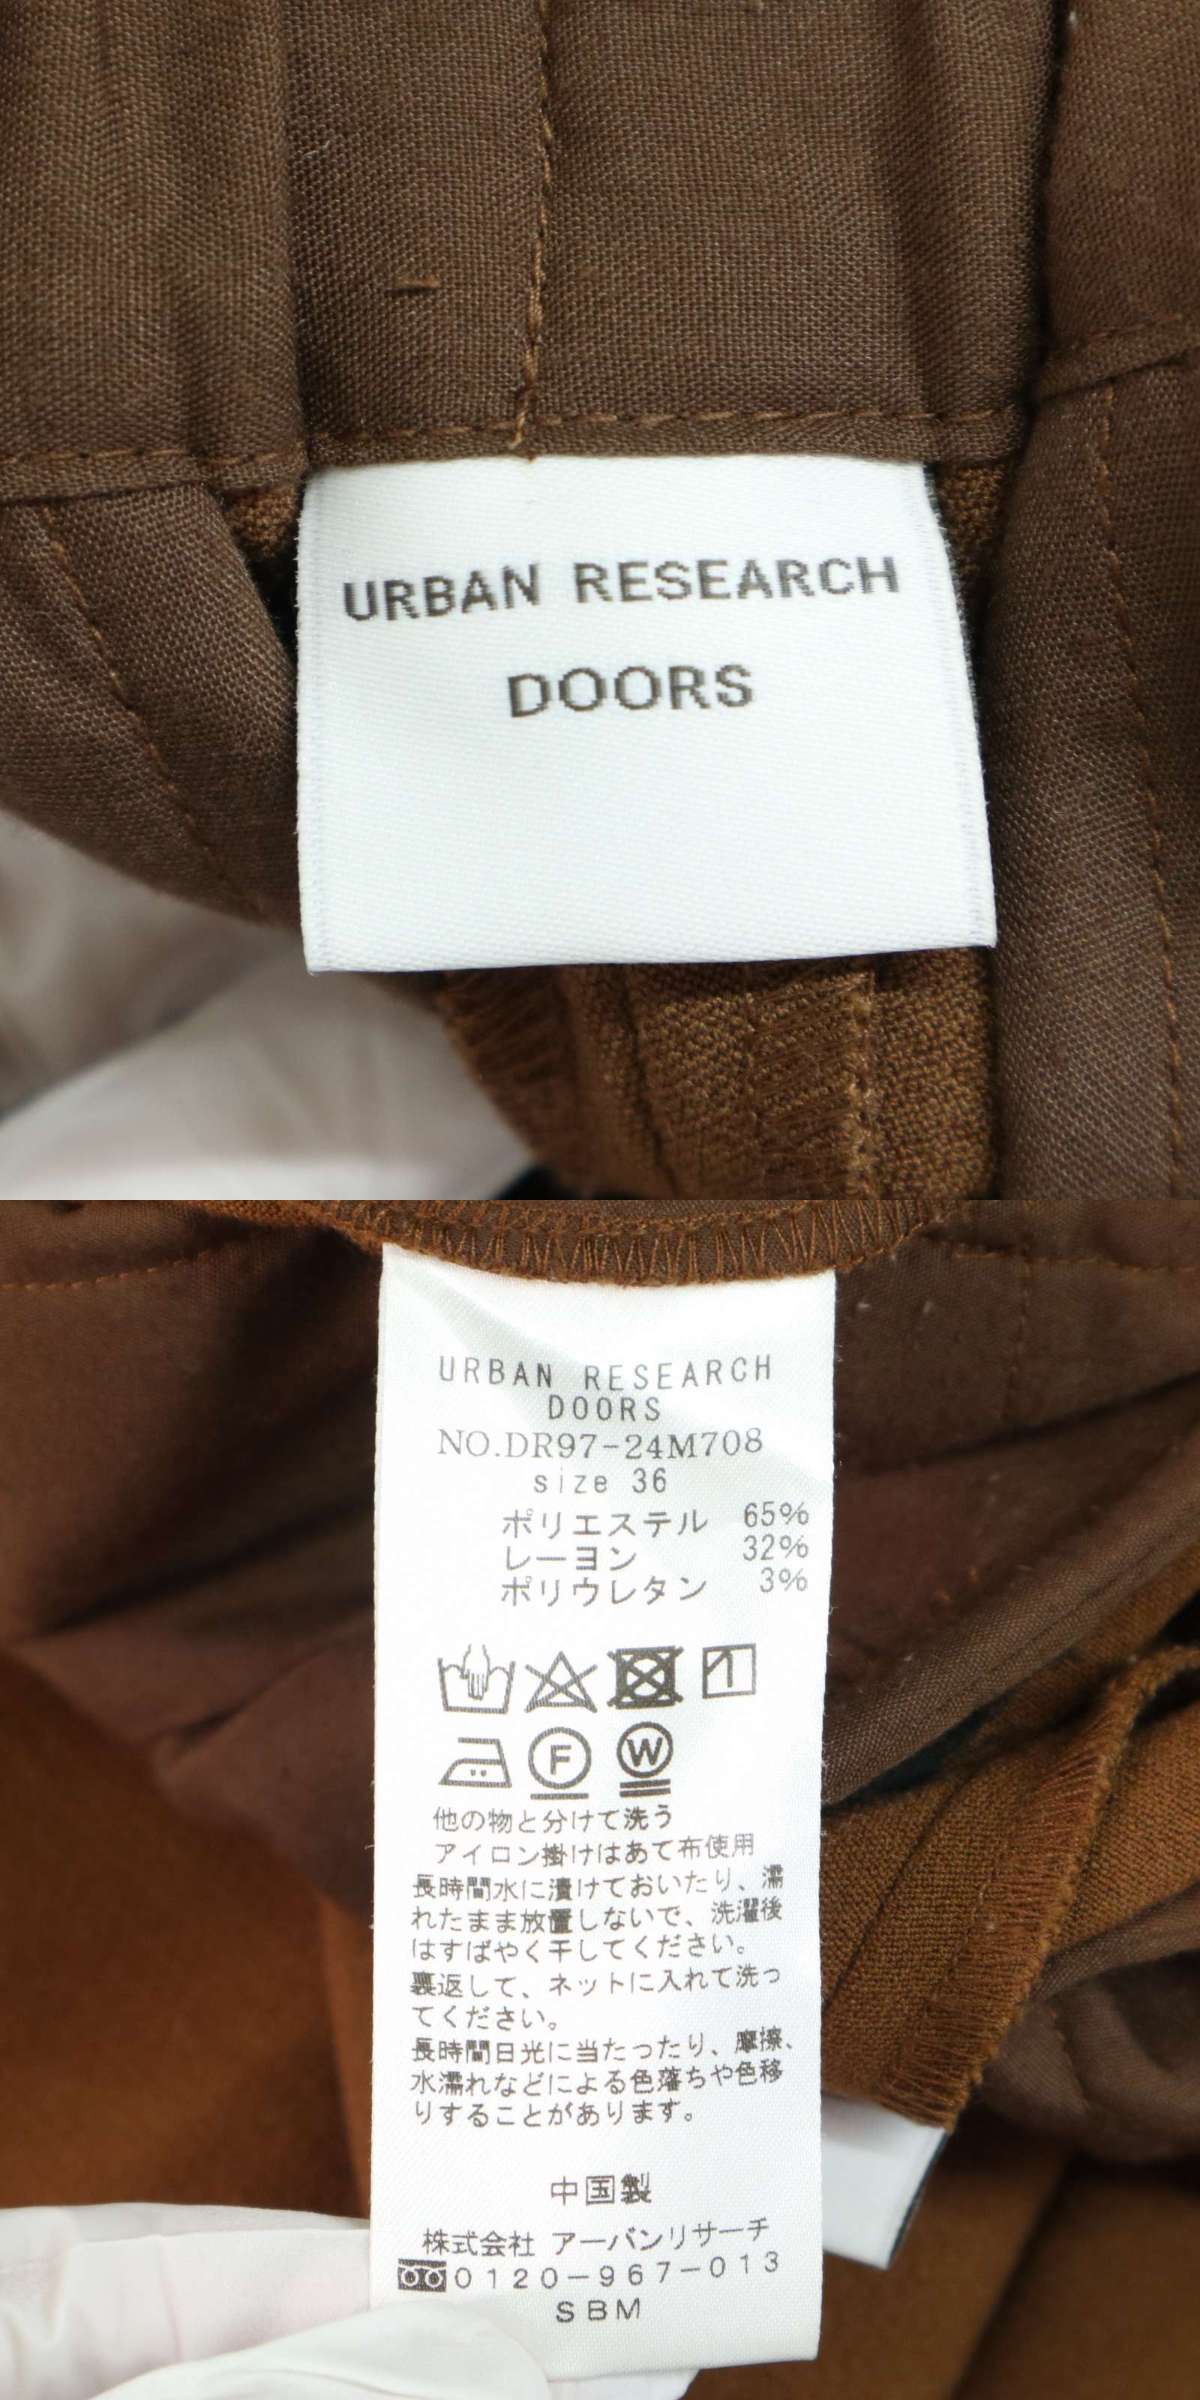 URBAN RESEARCH
DOORS
URBAN RESEARCH
DOORS
NO.DR97-24M708
size 36
ポリエステル 65%
レーヨン 32%
ポリウレタン 3%
F W
他の物と分けて洗う
アイロン掛けはあて布使用
長時間水に漬けておいたり、濡
れたまま放置しないで、洗濯後
はすばやく干してください。
裏返して、ネットに入れて洗っ
てください。
長時間日光に当たったり、摩擦、
水濡れなどによる色落ちや色移
りすることがあります。
中国製
株式会社 アーバンリサーチ
0120-967-013
SBM